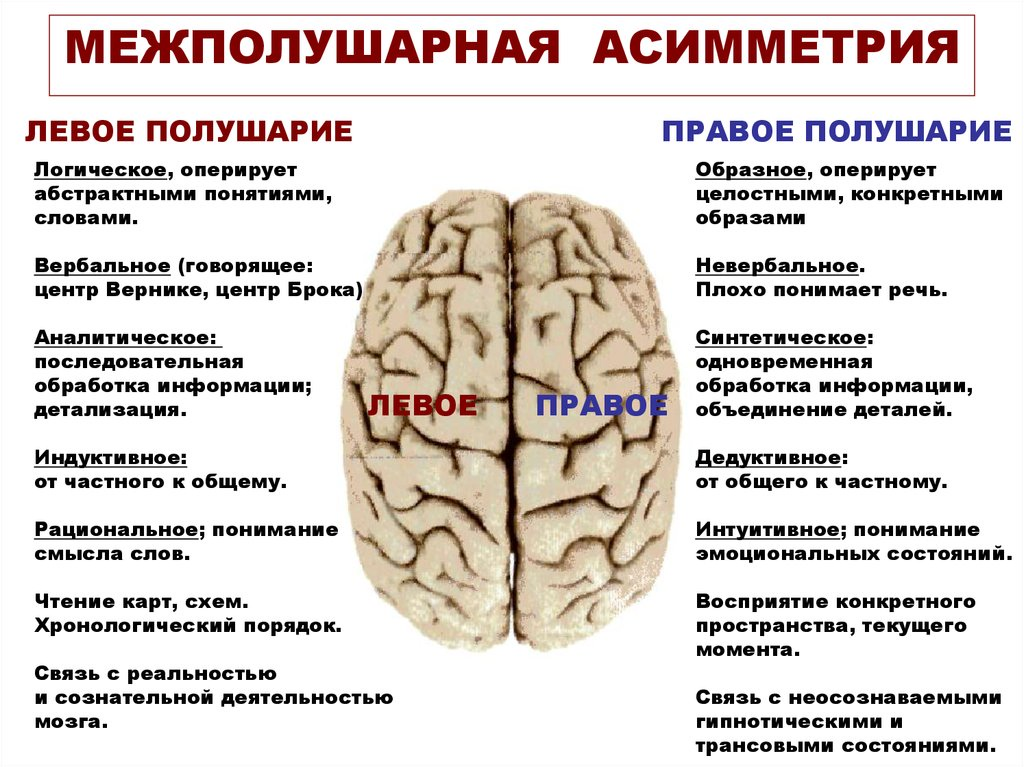 МЕЖПОЛУШАРНАЯ АСИММЕТРИЯ
ЛЕВОЕ ПОЛУШАРИЕ
Логическое, оперирует
абстрактными понятиями,
словами.
Вербальное (говорящее:
центр Вернике, центр Брока)
Аналитическое:
последовательная
обработка информации;
детализация.
Индуктивное:
от частного к общему.
Рациональное; понимание
смысла слов.
Чтение карт, схем.
Хронологический порядок.
Связь с реальностью
и сознательной деятельностью
мозга.
ЛЕВОЕ
ПРАВОЕ
ПРАВОЕ ПОЛУШАРИЕ
Образное, оперирует
целостными, конкретными
образами
Невербальное.
Плохо понимает речь.
Синтетическое:
одновременная
обработка информации,
объединение деталей.
Дедуктивное:
от общего к частному.
Интуитивное; понимание
эмоциональных состояний.
Восприятие конкретного
пространства, текущего
момента.
Связь с неосознаваемыми
гипнотическими и
трансовыми состояниями.